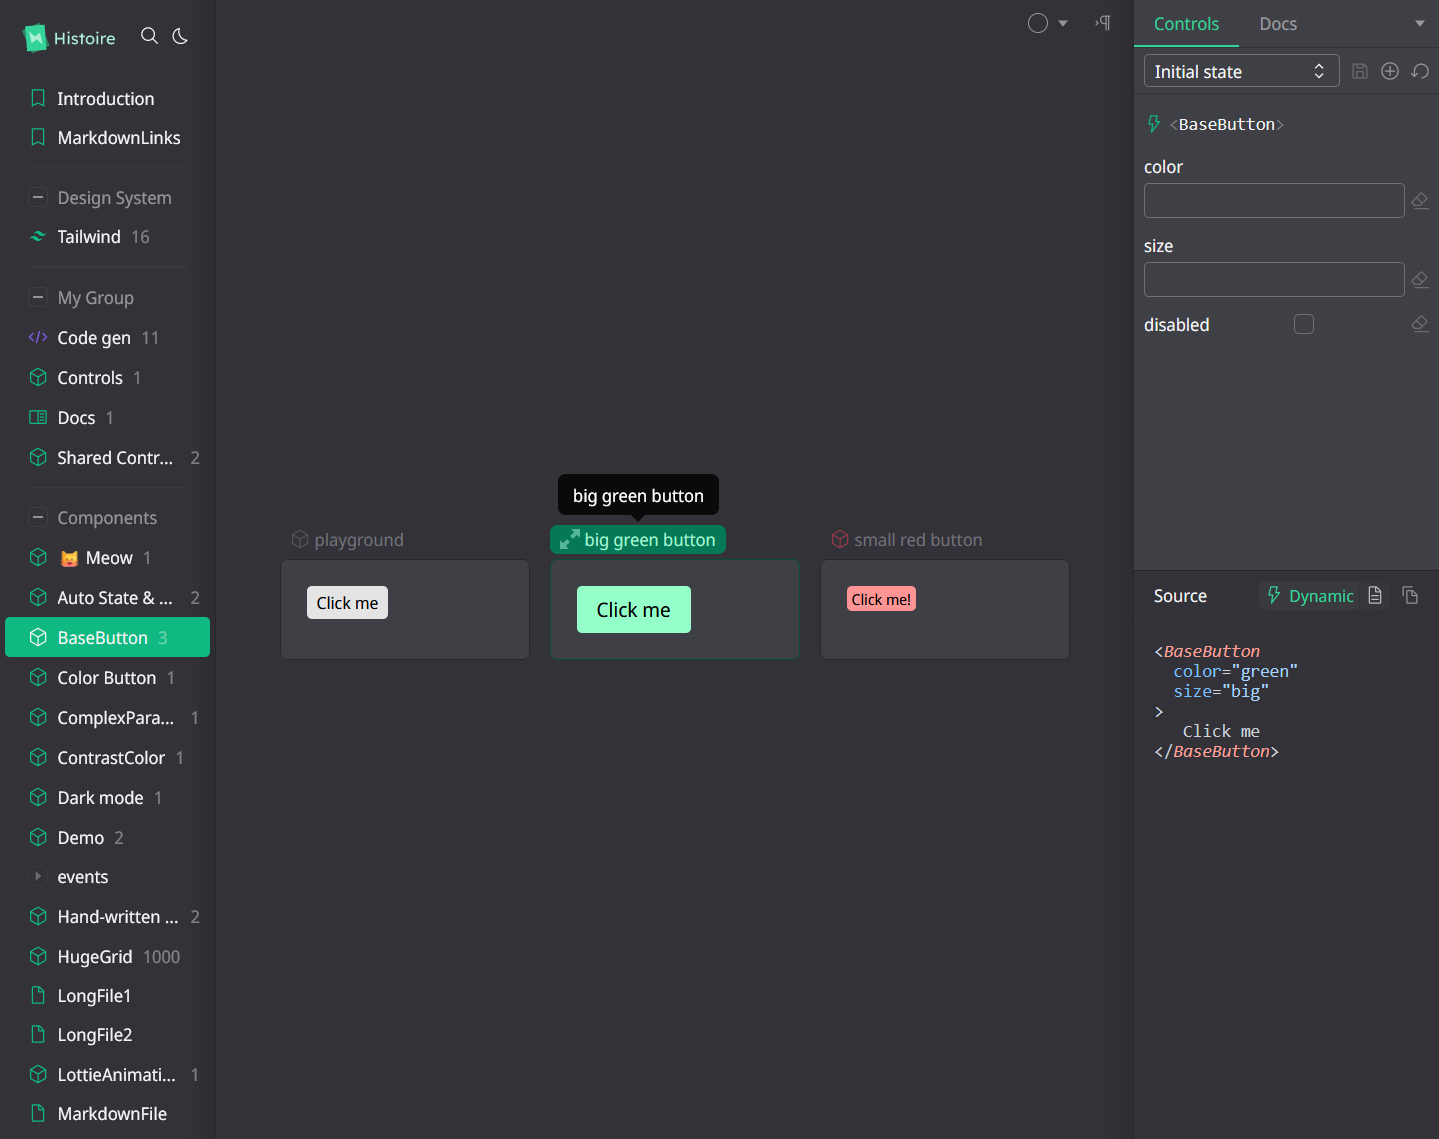 Histoire
Introduction
MarkdownLinks
Design System
Tailwind 16
My Group
Code gen 11
Controls 1
Docs 1
Shared Contr... 2
Components
😸 Meow 1
Auto State & ... 2
BaseButton 3
Color Button 1
ComplexPara... 1
ContrastColor 1
Dark mode 1
Demo 2
events
Hand-written ... 2
HugeGrid 1000
LongFile1
LongFile2
LottieAnimati... 1
MarkdownFile
big green button
playground
big green button
small red button
Click me
Click me
Click me!
Controls Docs
Initial state
<BaseButton>
color
size
disabled
Source Dynamic
<BaseButton
color="green"
size="big"
>
Click me
</BaseButton>